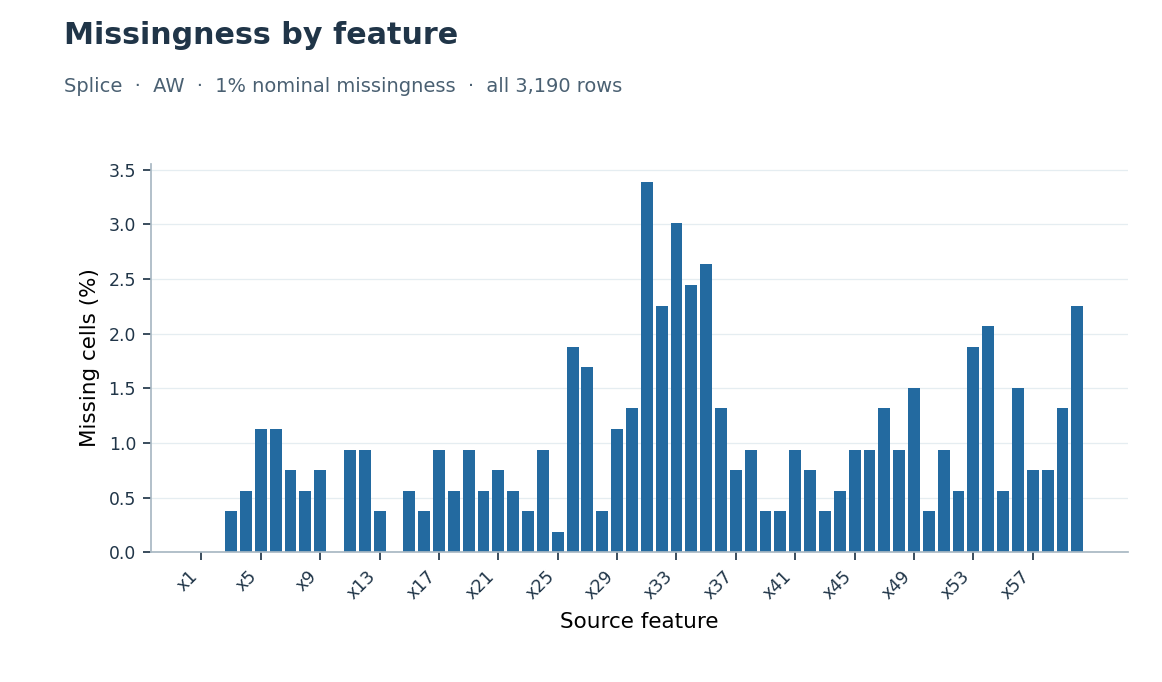 Missingness by feature
Splice · AW · 1% nominal missingness · all 3,190 rows
3.5
3.0
2.5
2.0
1.5
1.0
0.5
0.0
Missing cells (%)
x1 x5 x9 x13 x17 x21 x25 x29 x33 x37 x41 x45 x49 x53 x57
Source feature